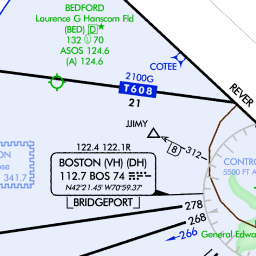 BEDFORD
Laurence G Hanscom Fld
(BED) D
132 70
ASOS 124.6
(A) 124.6
COTEE
2100G
T608
21
REVER
JJIMY
8
312
122.4 122.1R
BOSTON (VH) (DH)
112.7 BOS 74
N42°21.45' W70°59.37'
BRIDGEPORT
ON
ose
341.7
CONTRO
5500 FT A
278
268
266
General Edwa